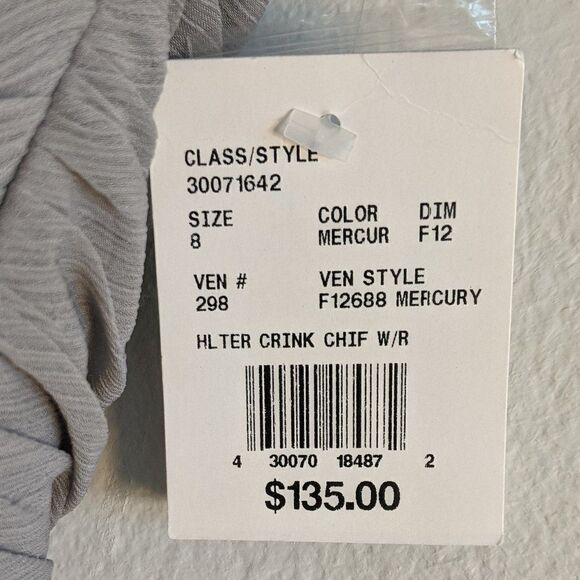 CLASS/STYLE
30071642
SIZE COLOR DIM
8 MERCUR F12
VEN # VEN STYLE
298 F12688 MERCURY
HLTER CRINK CHIF W/R
4 30070 18487 2
$135.00